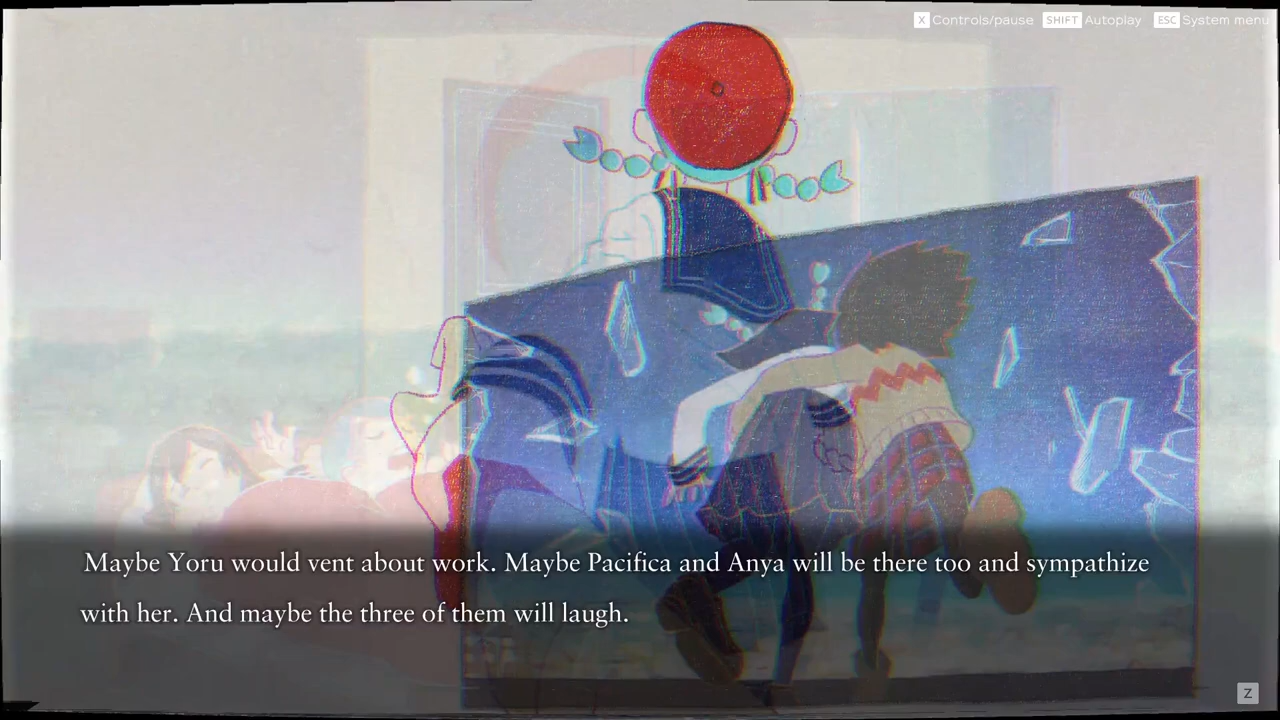 X Controls/pause SHIFT Autoplay ESC System menu
Maybe Yoru would vent about work. Maybe Pacifica and Anya will be there too and sympathize
with her. And maybe the three of them will laugh.
Z